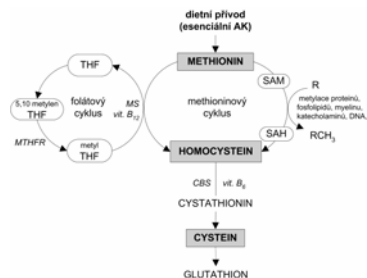 dietní přívod
(esenciální AK)
METHIONIN
THF
SAM
R
metylace proteinů,
fosfolipidů, myelinu,
katecholaminů, DNA,
RCH3
5,10 metylen
THF
folátový
cyklus
MS
vit. B12
methioninový
cyklus
MTHFR
metyl
THF
SAH
HOMOCYSTEIN
CBS vit. B6
CYSTATHIONIN
CYSTEIN
GLUTATHION